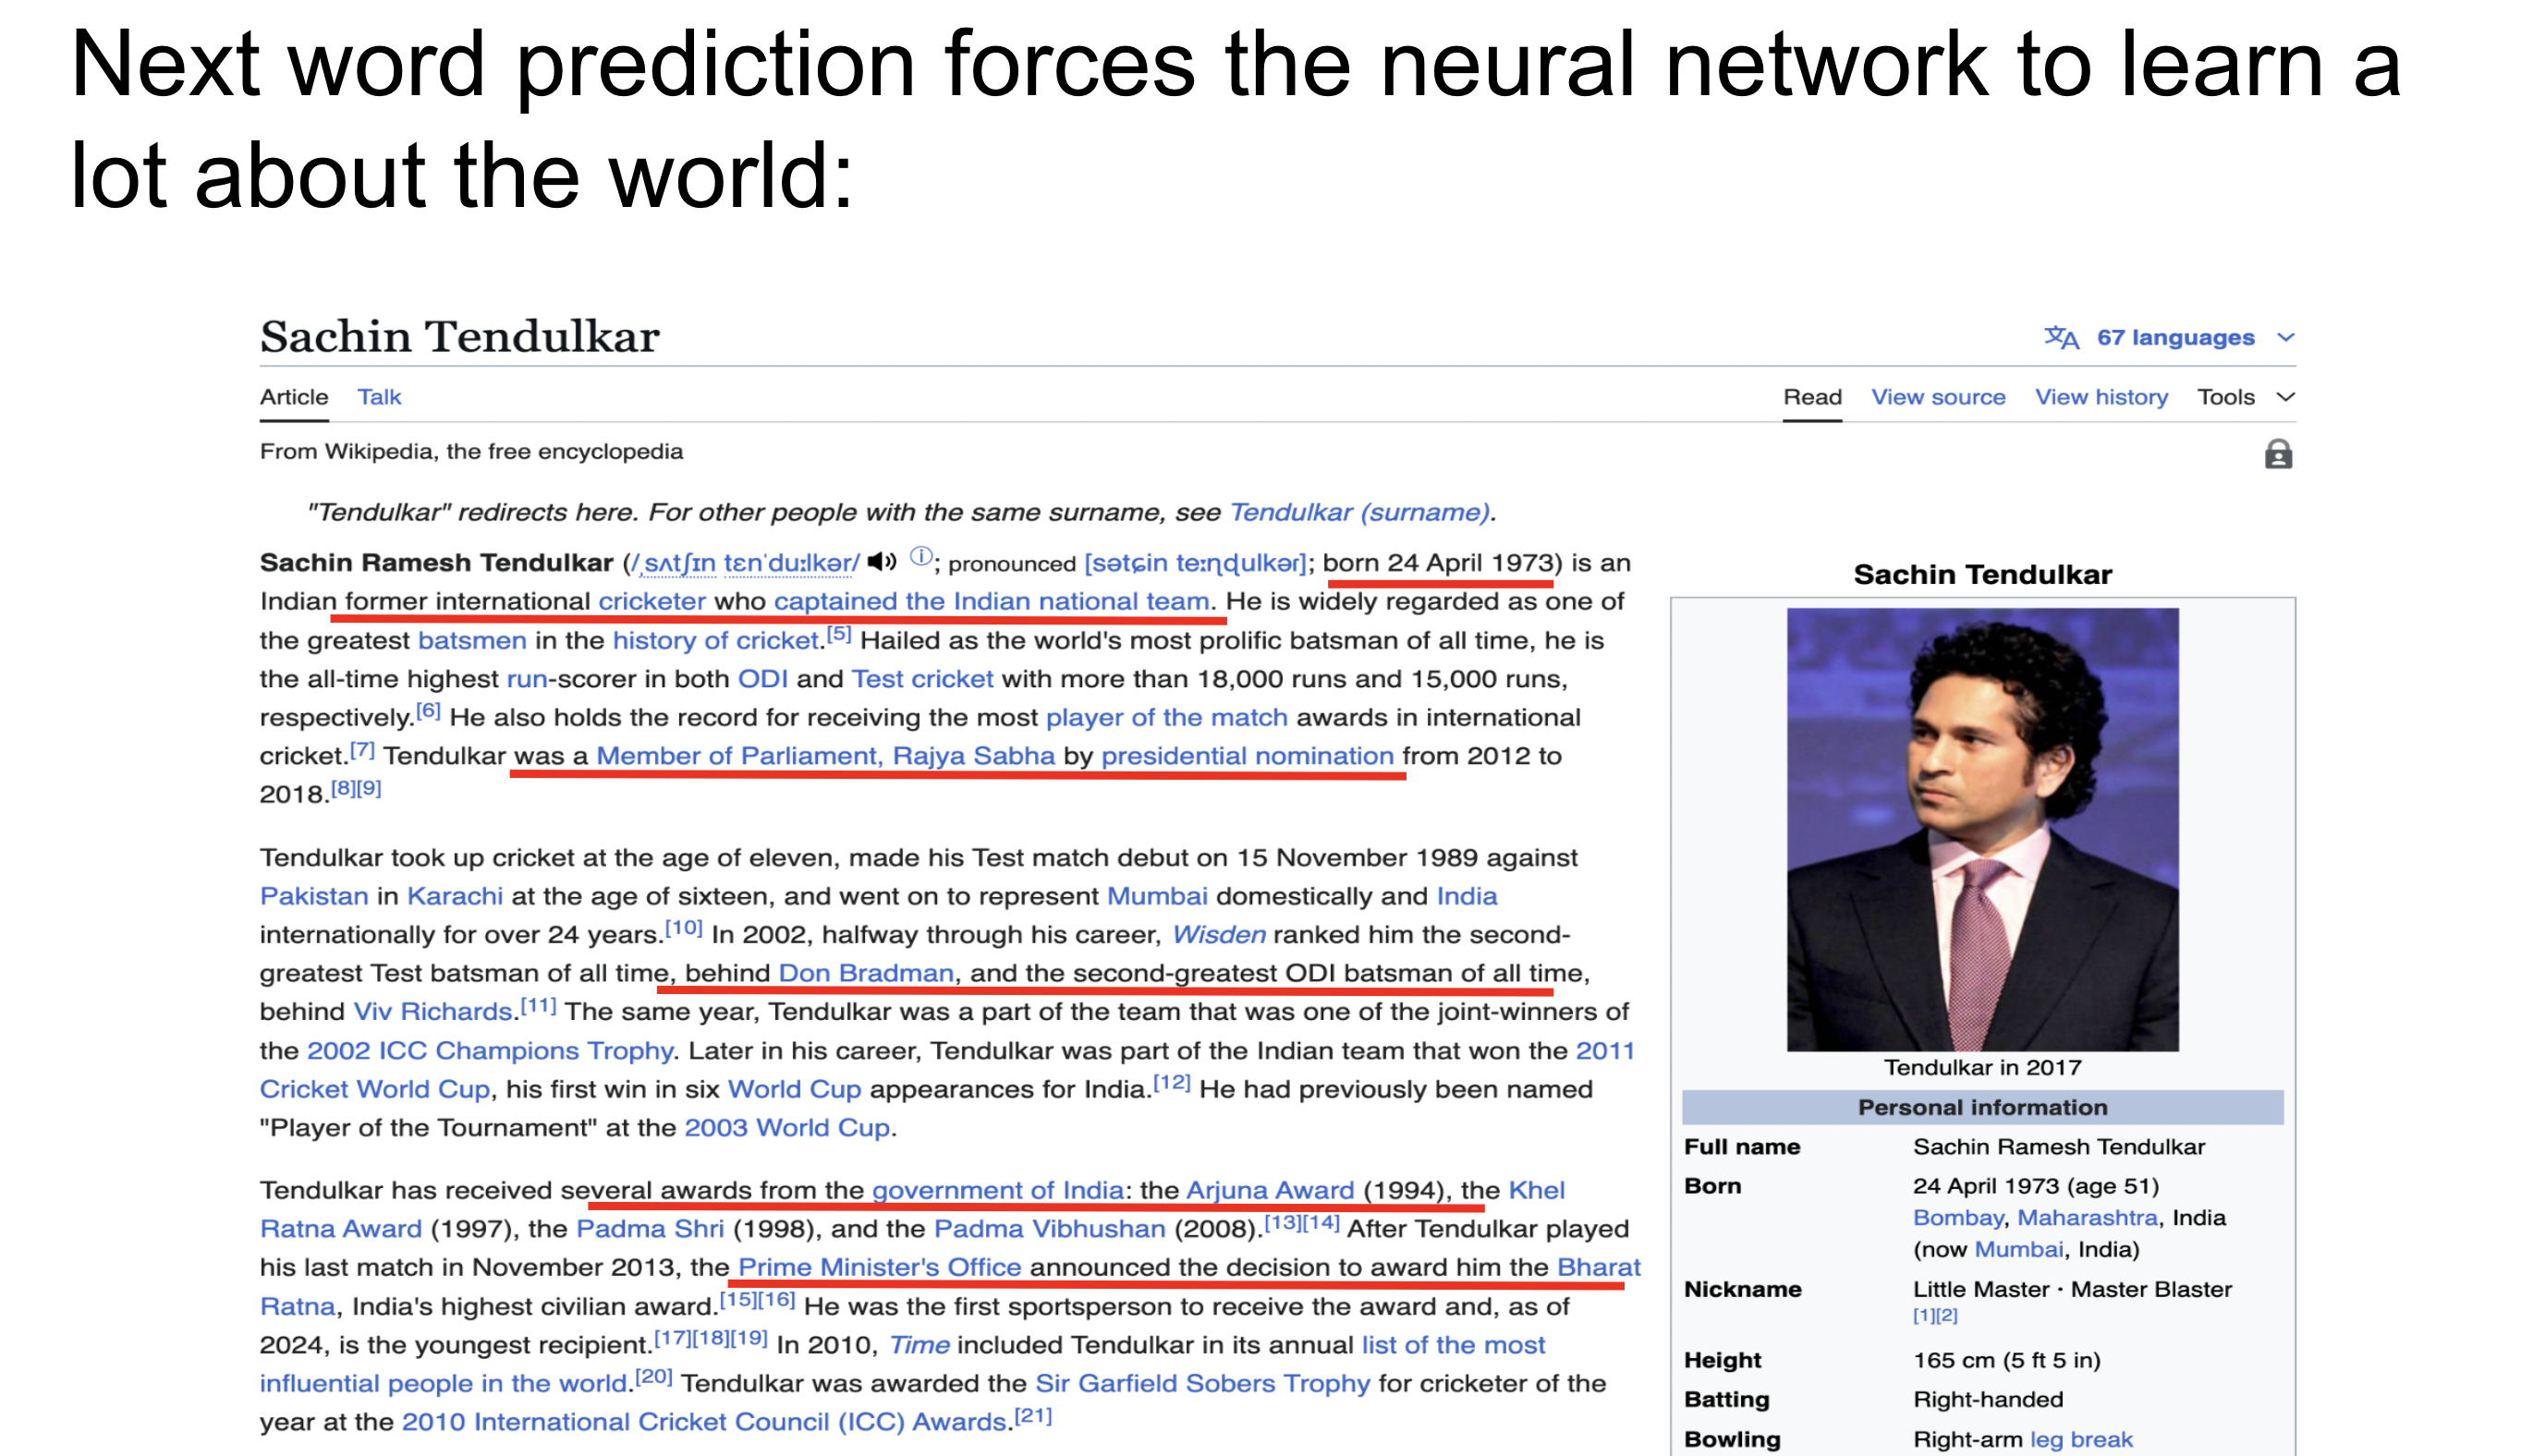 Next word prediction forces the neural network to learn a
lot about the world:
Sachin Tendulkar
67 languages
Article Talk
Read View source View history Tools
From Wikipedia, the free encyclopedia
"Tendulkar" redirects here. For other people with the same surname, see Tendulkar (surname).
Sachin Ramesh Tendulkar (/ˌsʌtʃɪn tɛnˈduːlkər/ ⓘ; pronounced [sətɕin teːɳɖulkəɾ]; born 24 April 1973) is an
Indian former international cricketer who captained the Indian national team. He is widely regarded as one of
the greatest batsmen in the history of cricket.[5] Hailed as the world's most prolific batsman of all time, he is
the all-time highest run-scorer in both ODI and Test cricket with more than 18,000 runs and 15,000 runs,
respectively.[6] He also holds the record for receiving the most player of the match awards in international
cricket.[7] Tendulkar was a Member of Parliament, Rajya Sabha by presidential nomination from 2012 to
2018.[8][9]
Tendulkar took up cricket at the age of eleven, made his Test match debut on 15 November 1989 against
Pakistan in Karachi at the age of sixteen, and went on to represent Mumbai domestically and India
internationally for over 24 years.[10] In 2002, halfway through his career, Wisden ranked him the second-
greatest Test batsman of all time, behind Don Bradman, and the second-greatest ODI batsman of all time,
behind Viv Richards.[11] The same year, Tendulkar was a part of the team that was one of the joint-winners of
the 2002 ICC Champions Trophy. Later in his career, Tendulkar was part of the Indian team that won the 2011
Cricket World Cup, his first win in six World Cup appearances for India.[12] He had previously been named
"Player of the Tournament" at the 2003 World Cup.
Tendulkar has received several awards from the government of India: the Arjuna Award (1994), the Khel
Ratna Award (1997), the Padma Shri (1998), and the Padma Vibhushan (2008).[13][14] After Tendulkar played
his last match in November 2013, the Prime Minister's Office announced the decision to award him the Bharat
Ratna, India's highest civilian award.[15][16] He was the first sportsperson to receive the award and, as of
2024, is the youngest recipient.[17][18][19] In 2010, Time included Tendulkar in its annual list of the most
influential people in the world.[20] Tendulkar was awarded the Sir Garfield Sobers Trophy for cricketer of the
year at the 2010 International Cricket Council (ICC) Awards.[21]
Sachin Tendulkar
Tendulkar in 2017
Personal information
Full name Sachin Ramesh Tendulkar
Born 24 April 1973 (age 51)
Bombay, Maharashtra, India
(now Mumbai, India)
Nickname Little Master · Master Blaster
[1][2]
Height 165 cm (5 ft 5 in)
Batting Right-handed
Bowling Right-arm leg break